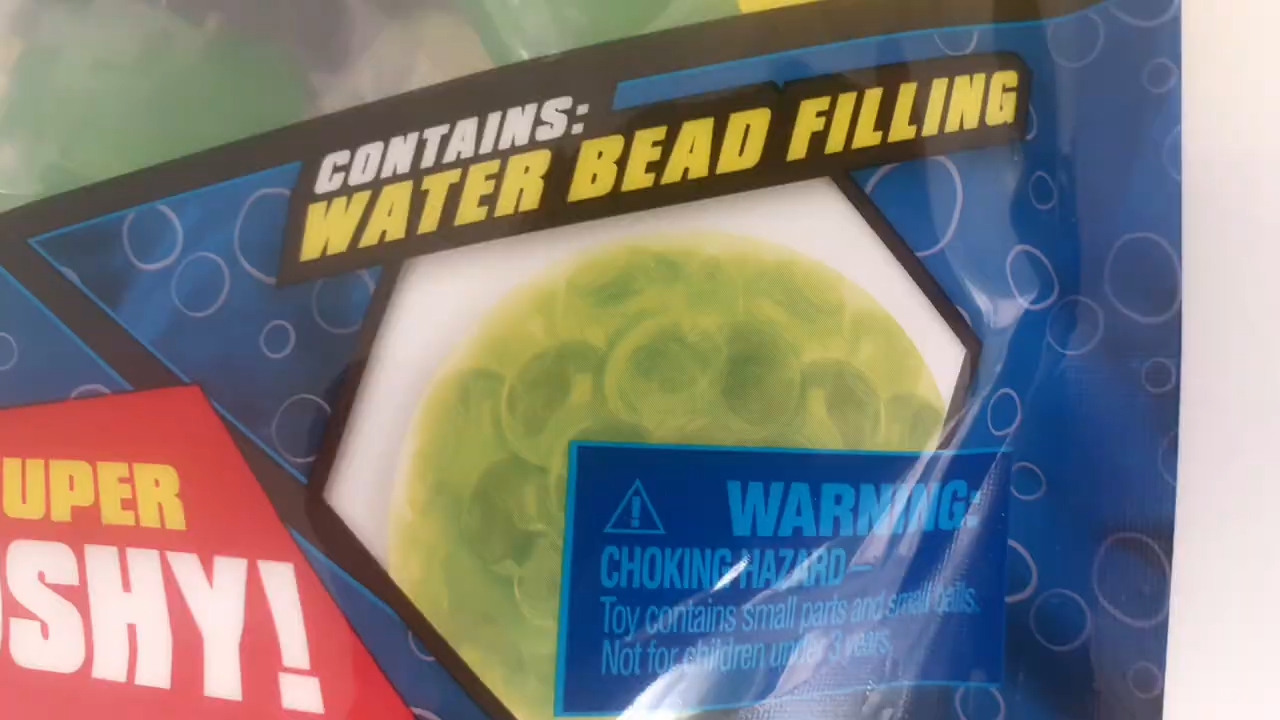 CONTAINS:
WATER BEAD FILLING
UPER
SHY!
WARNING:
CHOKING HAZARD –
Toy contains small parts and small balls.
Not for children under 3 years.